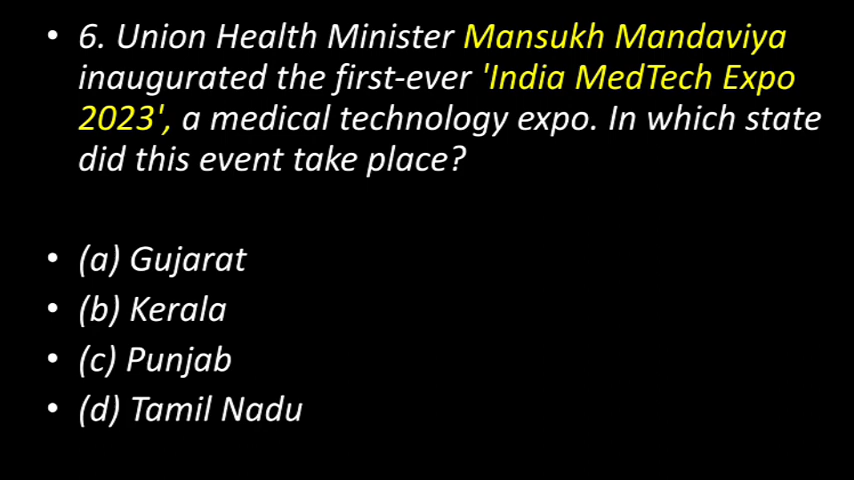 • 6. Union Health Minister Mansukh Mandaviya
inaugurated the first-ever 'India MedTech Expo
2023', a medical technology expo. In which state
did this event take place?
• (a) Gujarat
• (b) Kerala
• (c) Punjab
• (d) Tamil Nadu